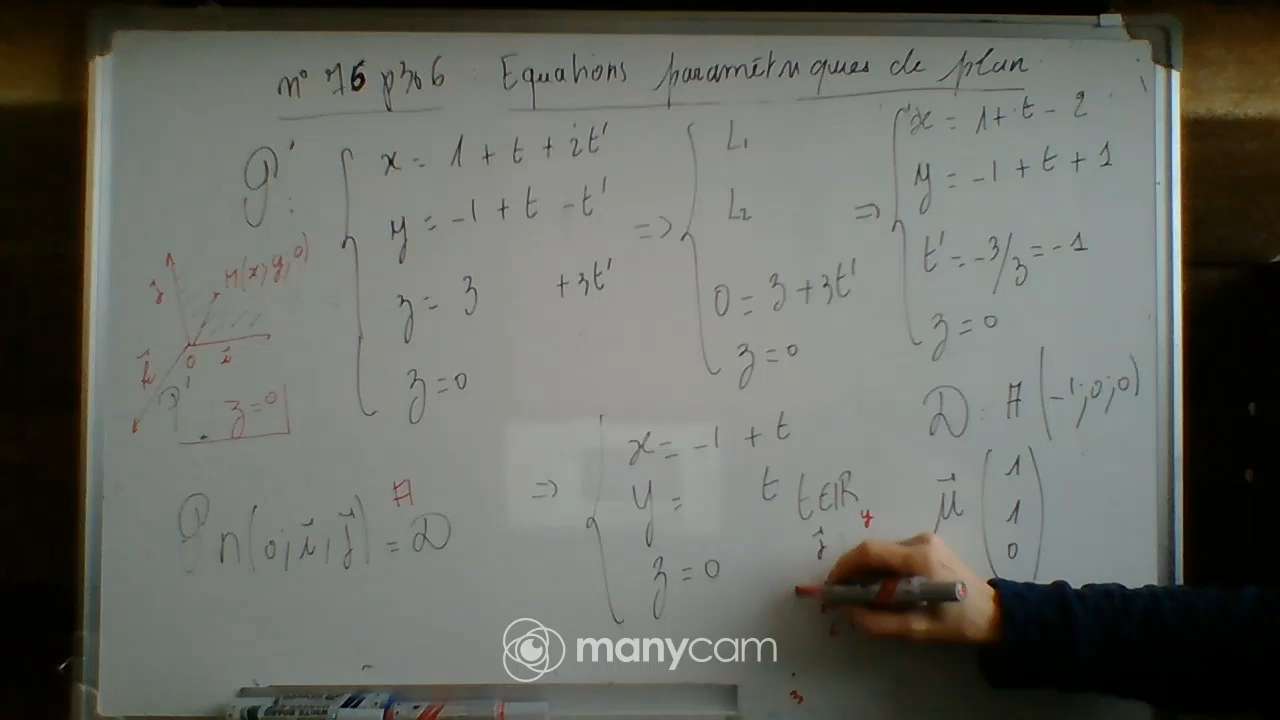 n° 76 p306 Equations paramétriques de plan
P' : { x = 1 + t + 2t'
y = -1 + t - t'
z = 3 + 3t'
z = 0
=> { L1
L2
0 = 3 + 3t'
z = 0
=> { x = 1 + t - 2
y = -1 + t + 1
t' = -3/3 = -1
z = 0
j⃗
M(x, y, 0)
O i⃗
k⃗
P'
z = 0
P ∩ (O; i⃗, j⃗) = D
A
=> { x = -1 + t
y = t t∈ℝ
z = 0
D : A (-1; 0; 0)
u⃗ ( 1
1
0 )
y
j⃗
3
manycam